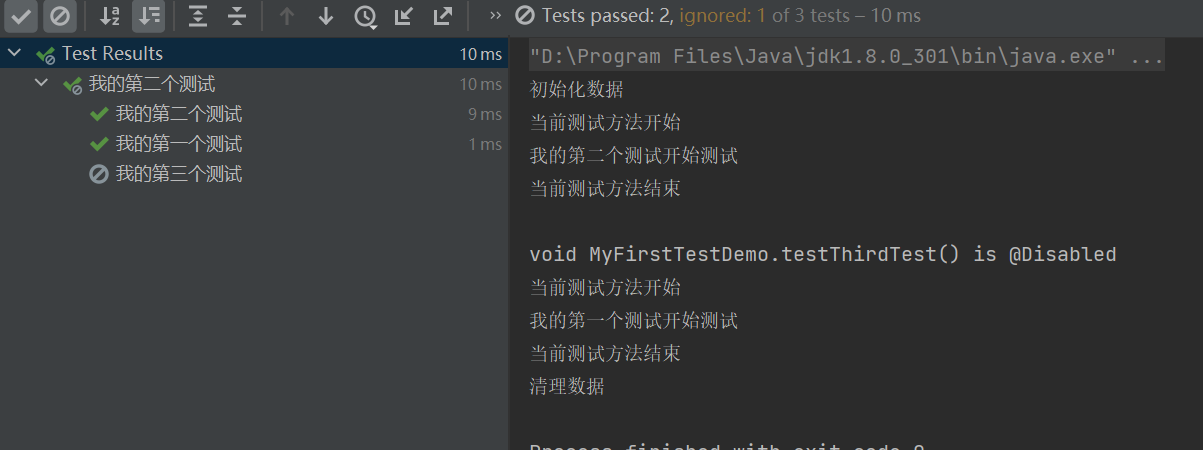 Tests passed: 2, ignored: 1 of 3 tests – 10 ms
Test Results 10 ms
我的第二个测试 10 ms
我的第二个测试 9 ms
我的第一个测试 1 ms
我的第三个测试
"D:\Program Files\Java\jdk1.8.0_301\bin\java.exe" ...
初始化数据
当前测试方法开始
我的第二个测试开始测试
当前测试方法结束
void MyFirstTestDemo.testThirdTest() is @Disabled
当前测试方法开始
我的第一个测试开始测试
当前测试方法结束
清理数据
Process finished with exit code